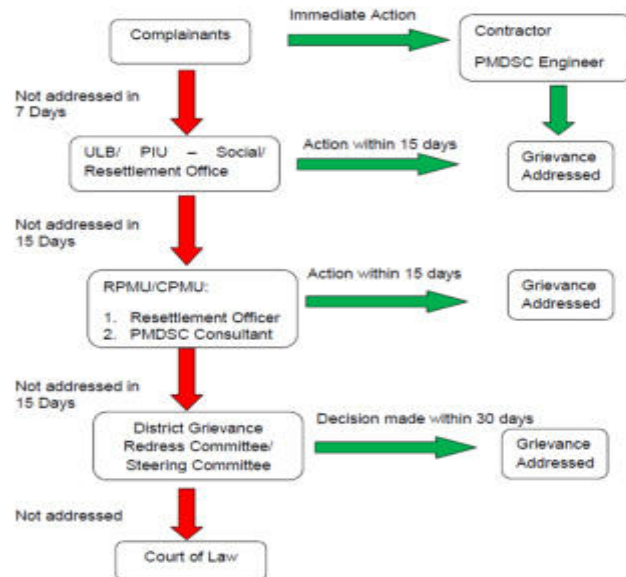 Immediate Action
Complainants
Contractor
PMDSC Engineer
Not addressed in
7 Days
ULB/ PIU – Social/
Resettlement Office
Action within 15 days
Grievance
Addressed
Not addressed in
15 Days
RPMU/CPMU:
1. Resettlement Officer
2. PMDSC Consultant
Action within 15 days
Grievance
Addressed
Not addressed in
15 Days
District Grievance
Redress Committee/
Steering Committee
Decision made within 30 days
Grievance
Addressed
Not addressed
Court of Law